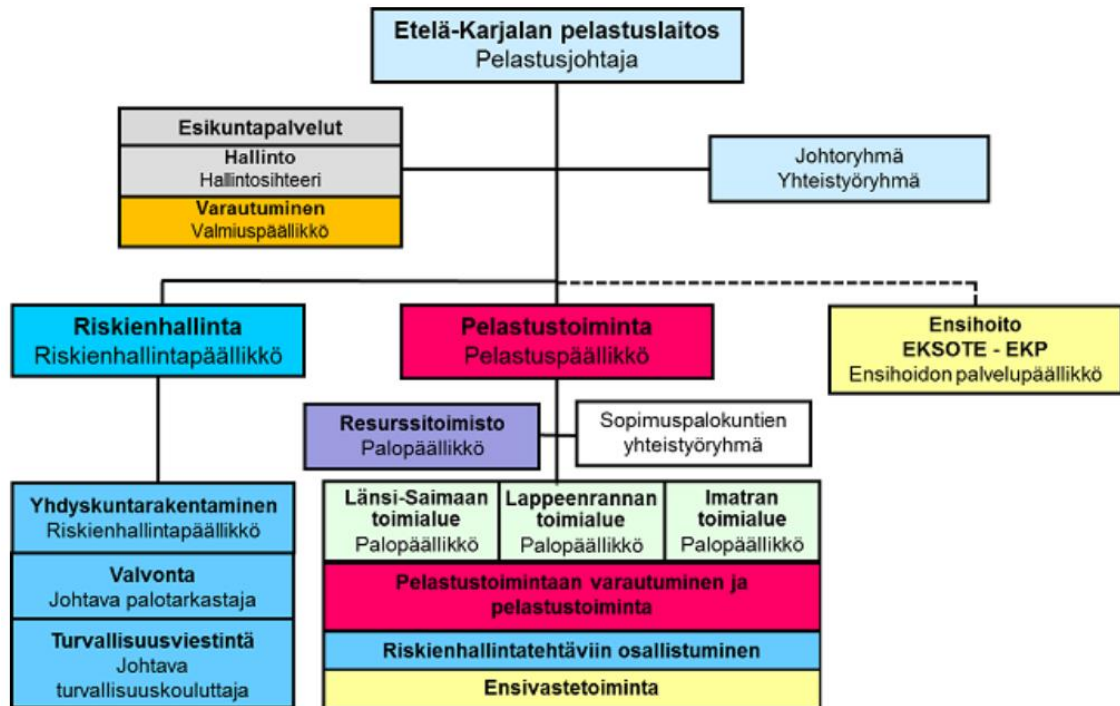 Etelä-Karjalan pelastuslaitos
Pelastusjohtaja
Esikuntapalvelut
Hallinto
Hallintosihteeri
Varautuminen
Valmiuspäällikkö
Johtoryhmä
Yhteistyöryhmä
Riskienhallinta
Riskienhallintapäällikkö
Pelastustoiminta
Pelastuspäällikkö
Ensihoito
EKSOTE - EKP
Ensihoidon palvelupäällikkö
Resurssitoimisto
Palopäällikkö
Sopimuspalokuntien
yhteistyöryhmä
Yhdyskuntarakentaminen
Riskienhallintapäällikkö
Valvonta
Johtava palotarkastaja
Turvallisuusviestintä
Johtava
turvallisuuskouluttaja
Länsi-Saimaan
toimialue
Palopäällikkö
Lappeenrannan
toimialue
Palopäällikkö
Imatran
toimialue
Palopäällikkö
Pelastustoimintaan varautuminen ja
pelastustoiminta
Riskienhallintatehtäviin osallistuminen
Ensivastetoiminta